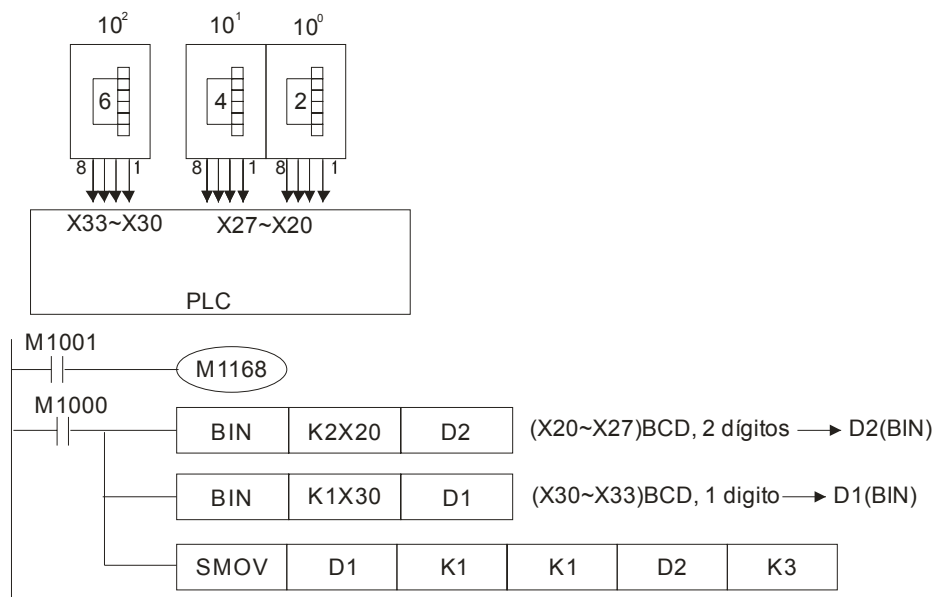 10² 10¹ 10⁰
6 4 2
8 1 8 1 8 1
X33~X30 X27~X20
PLC
M1001
M1168
M1000
BIN K2X20 D2 (X20~X27)BCD, 2 dígitos D2(BIN)
BIN K1X30 D1 (X30~X33)BCD, 1 digito D1(BIN)
SMOV D1 K1 K1 D2 K3